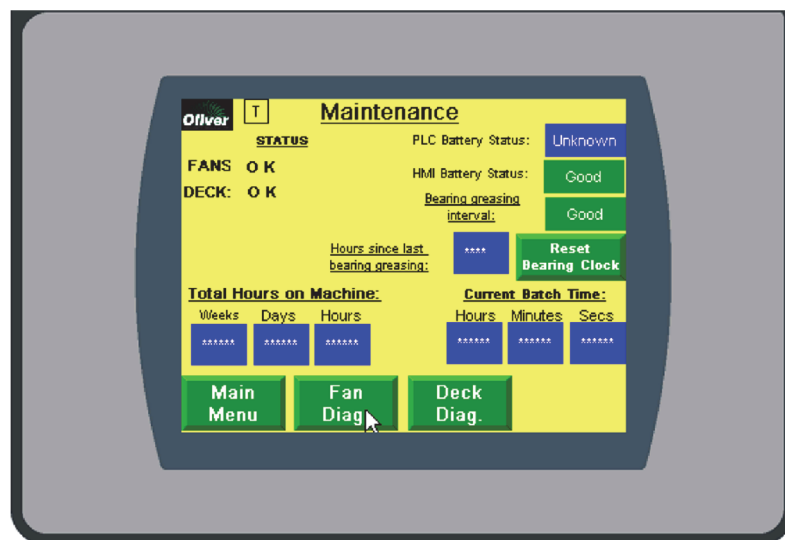 Oliver T Maintenance
STATUS
PLC Battery Status: Unknown
FANS O K
HMI Battery Status: Good
DECK: O K
Bearing greasing
interval: Good
Hours since last
bearing greasing: ****
Reset
Bearing Clock
Total Hours on Machine:
Current Batch Time:
Weeks Days Hours
Hours Minutes Secs
****** ****** ******
****** ****** ******
Main
Menu
Fan
Diag.
Deck
Diag.